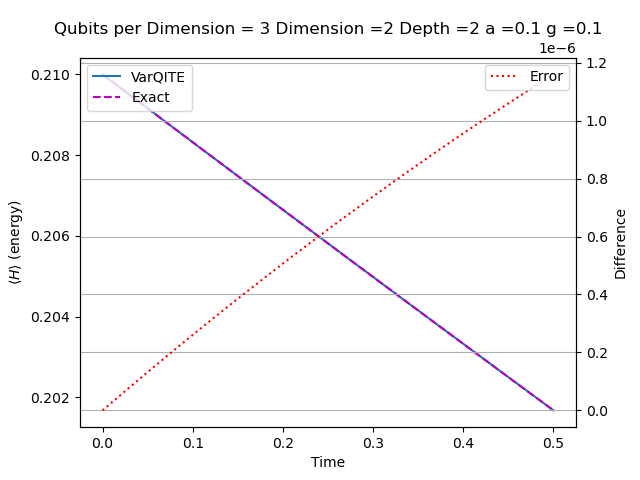 Qubits per Dimension = 3 Dimension =2 Depth =2 a =0.1 g =0.1
1e−6
0.210
0.208
0.206
0.204
0.202
⟨H⟩ (energy)
VarQITE
Exact
Error
1.2
1.0
0.8
0.6
0.4
0.2
0.0
Difference
0.0 0.1 0.2 0.3 0.4 0.5
Time